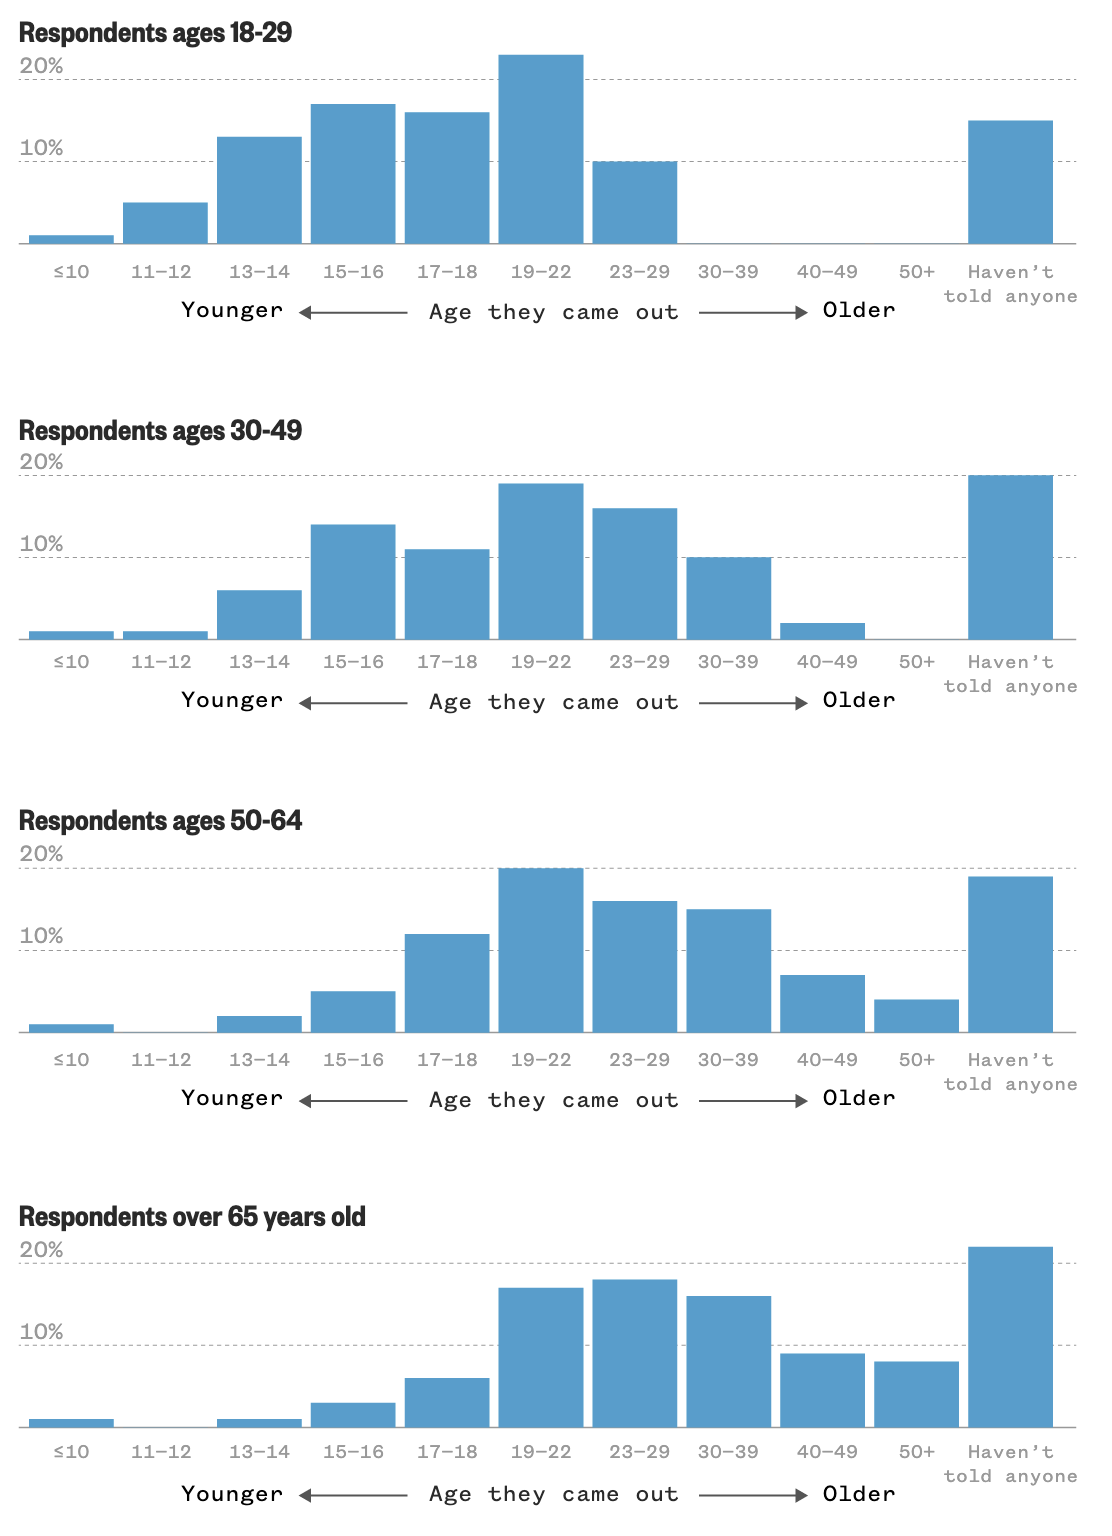 Respondents ages 18-29
20%
10%
≤10 11–12 13–14 15–16 17–18 19–22 23–29 30–39 40–49 50+ Haven't
told anyone
Younger Age they came out Older
Respondents ages 30-49
20%
10%
≤10 11–12 13–14 15–16 17–18 19–22 23–29 30–39 40–49 50+ Haven't
told anyone
Younger Age they came out Older
Respondents ages 50-64
20%
10%
≤10 11–12 13–14 15–16 17–18 19–22 23–29 30–39 40–49 50+ Haven't
told anyone
Younger Age they came out Older
Respondents over 65 years old
20%
10%
≤10 11–12 13–14 15–16 17–18 19–22 23–29 30–39 40–49 50+ Haven't
told anyone
Younger Age they came out Older